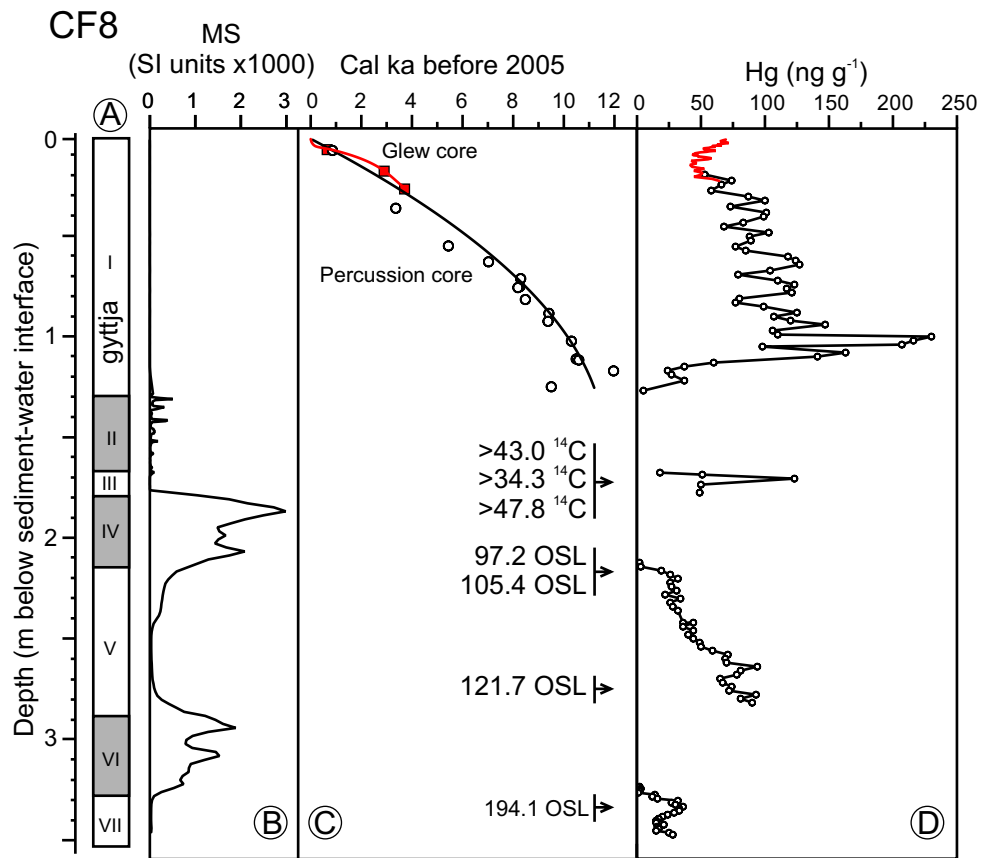 CF8
MS
(SI units x1000)
Cal ka before 2005
Hg (ng g⁻¹)
A
0 1 2 3
0 2 4 6 8 10 12
0 50 100 150 200 250
Depth (m below sediment-water interface)
0
1
2
3
I
gyttja
II
III
IV
V
VI
VII
Glew core
Percussion core
>43.0 ¹⁴C
>34.3 ¹⁴C
>47.8 ¹⁴C
97.2 OSL
105.4 OSL
121.7 OSL
194.1 OSL
B
C
D